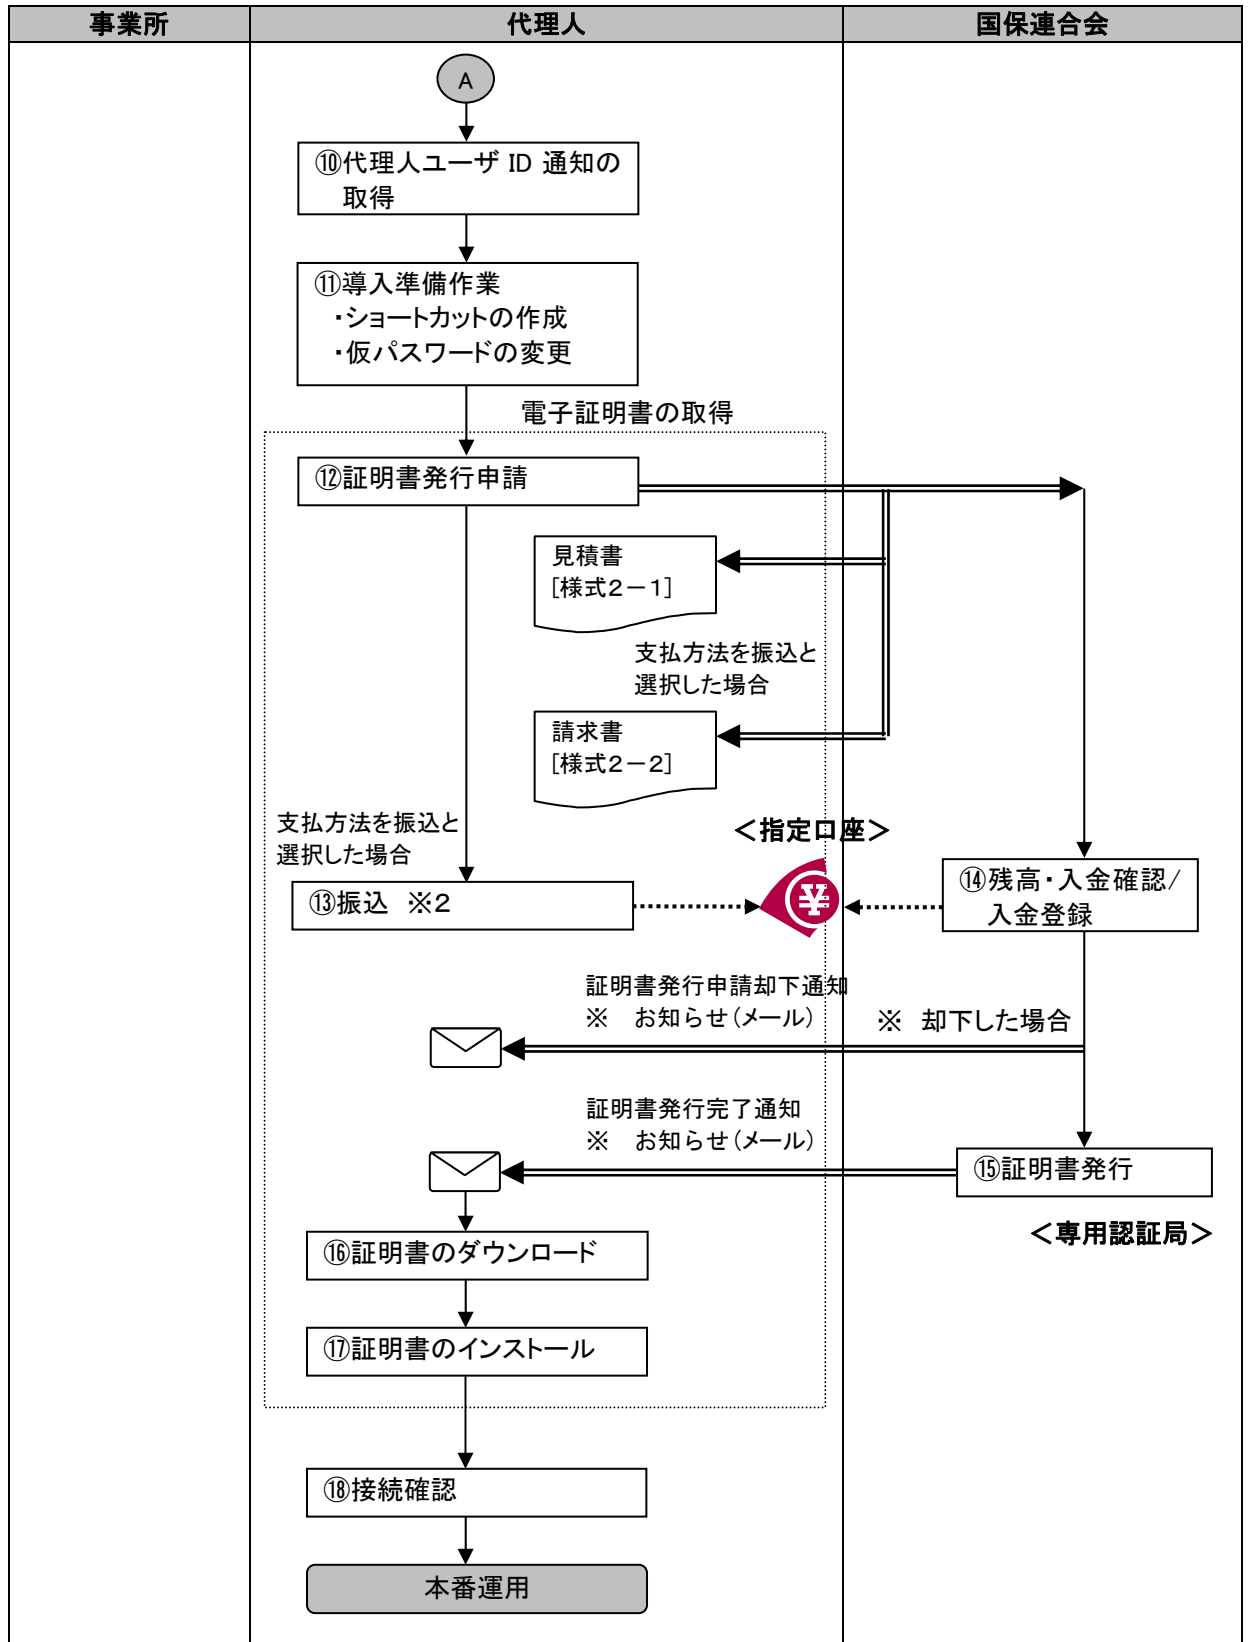 事業所
代理人
国保連合会
A
⑩代理人ユーザ ID 通知の
取得
⑪導入準備作業
・ショートカットの作成
・仮パスワードの変更
電子証明書の取得
⑫証明書発行申請
見積書
[様式2－1]
支払方法を振込と
選択した場合
請求書
[様式2－2]
支払方法を振込と
選択した場合
＜指定口座＞
⑬振込 ※2
¥
⑭残高・入金確認/
入金登録
証明書発行申請却下通知
※ お知らせ(メール)
※ 却下した場合
証明書発行完了通知
※ お知らせ(メール)
⑮証明書発行
＜専用認証局＞
⑯証明書のダウンロード
⑰証明書のインストール
⑱接続確認
本番運用